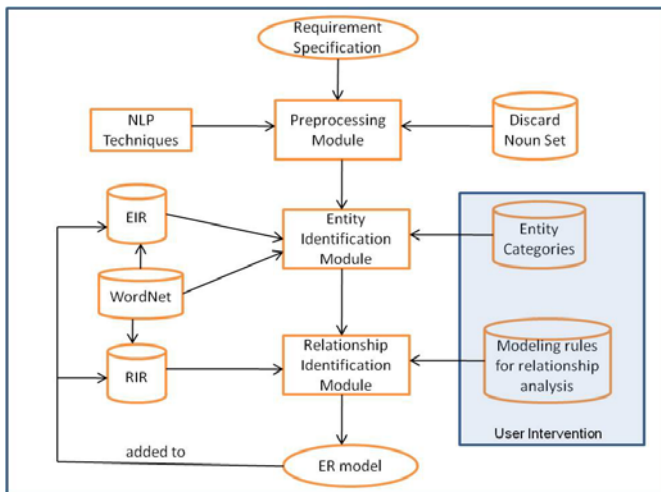 Requirement
Specification
NLP
Techniques
Preprocessing
Module
Discard
Noun Set
EIR
Entity
Identification
Module
Entity
Categories
WordNet
RIR
Relationship
Identification
Module
Modeling rules
for relationship
analysis
User Intervention
added to
ER model